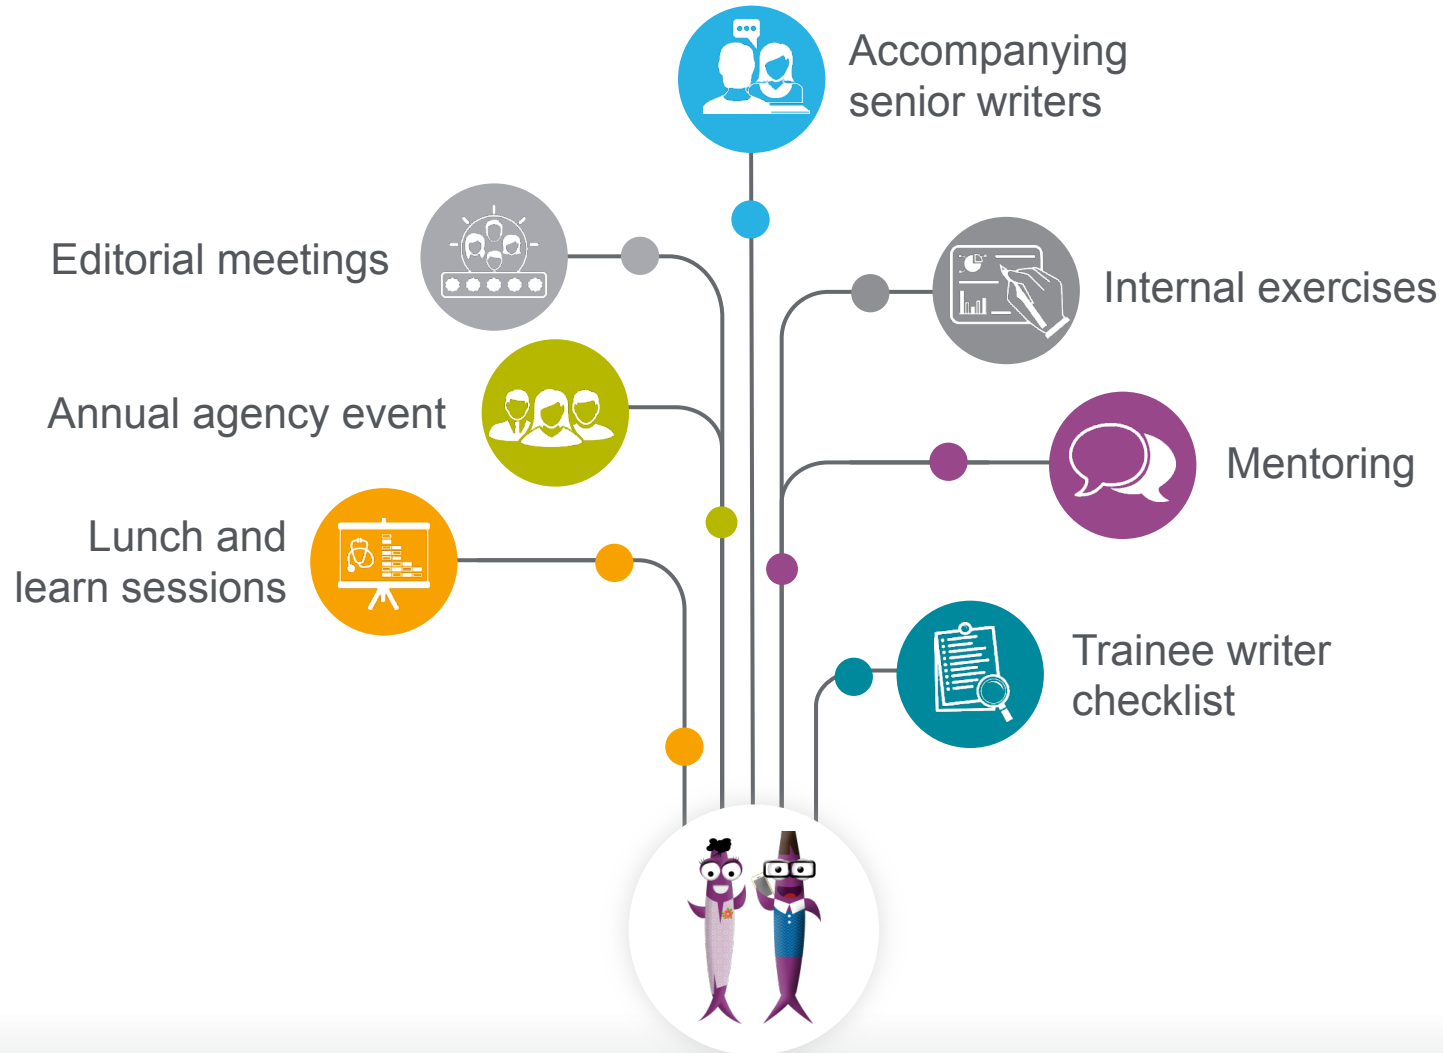 Accompanying
senior writers
Editorial meetings
Internal exercises
Annual agency event
Mentoring
Lunch and
learn sessions
Trainee writer
checklist